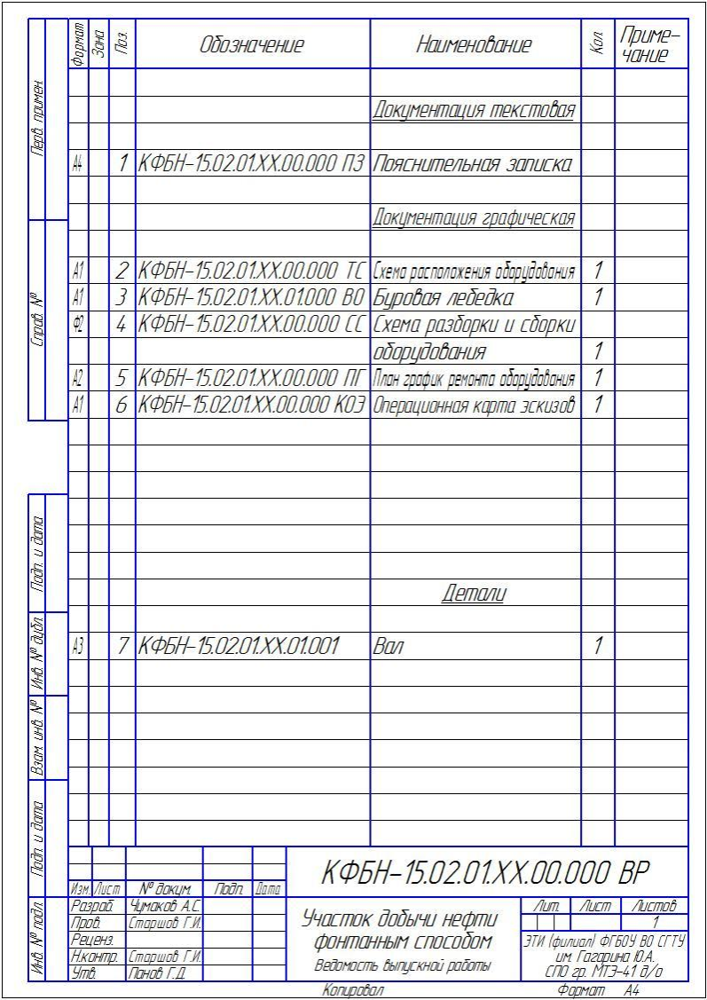 Формат Зона Поз. Обозначение Наименование Кол. Приме-
чание
Перв. примен.
Справ. №
Документация текстовая
А4 1 КФБН-15.02.01.XX.00.000 ПЗ Пояснительная записка
Документация графическая
А1 2 КФБН-15.02.01.XX.00.000 ТС Схема расположения оборудования 1
А1 3 КФБН-15.02.01.XX.01.000 ВО Буровая лебедка 1
Ф2 4 КФБН-15.02.01.XX.00.000 СС Схема разборки и сборки
оборудования 1
А2 5 КФБН-15.02.01.XX.00.000 ПГ План график ремонта оборудования 1
А1 6 КФБН-15.02.01.XX.00.000 КОЭ Операционная карта эскизов 1
Детали
А3 7 КФБН-15.02.01.XX.01.001 Вал 1
Подп. и дата
Инв. № дубл.
Взам. инв. №
Подп. и дата
Инв. № подл.
КФБН-15.02.01.XX.00.000 ВР
Изм. Лист № докум. Подп. Дата
Разраб. Чумаков А.С.
Пров. Старшов Г.И.
Реценз.
Н.контр. Старшов Г.И.
Утв. Панов Г.Д.
Участок добычи нефти
фонтанным способом
Ведомость выпускной работы
Лит. Лист Листов
1
ЭТИ (филиал) ФГБОУ ВО СГТУ
им. Гагарина Ю.А.
СПО гр. МТЭ-41 д/о
Копировал Формат А4